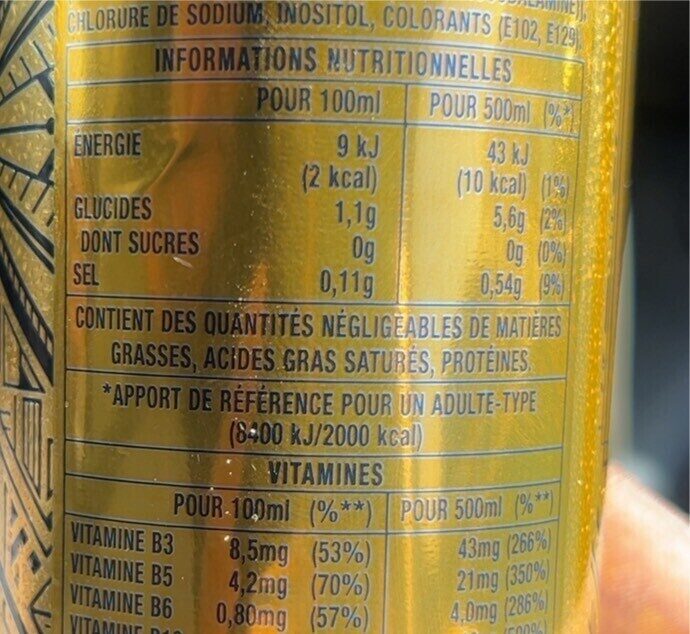 CHLORURE DE SODIUM, INOSITOL, COLORANTS (E102, E129).
INFORMATIONS NUTRITIONNELLES
POUR 100ml POUR 500ml (%*)
ÉNERGIE 9 kJ 43 kJ
(2 kcal) (10 kcal) (1%)
GLUCIDES 1,1g 5,6g (2%)
DONT SUCRES 0g 0g (0%)
SEL 0,11g 0,54g (9%)
CONTIENT DES QUANTITÉS NÉGLIGEABLES DE MATIÈRES
GRASSES, ACIDES GRAS SATURÉS, PROTÉINES.
*APPORT DE RÉFÉRENCE POUR UN ADULTE-TYPE
(8400 kJ/2000 kcal)
VITAMINES
POUR 100ml (%**) POUR 500ml (%**)
VITAMINE B3 8,5mg (53%) 43mg (266%)
VITAMINE B5 4,2mg (70%) 21mg (350%)
VITAMINE B6 0,80mg (57%) 4,0mg (286%)
VITAMINE